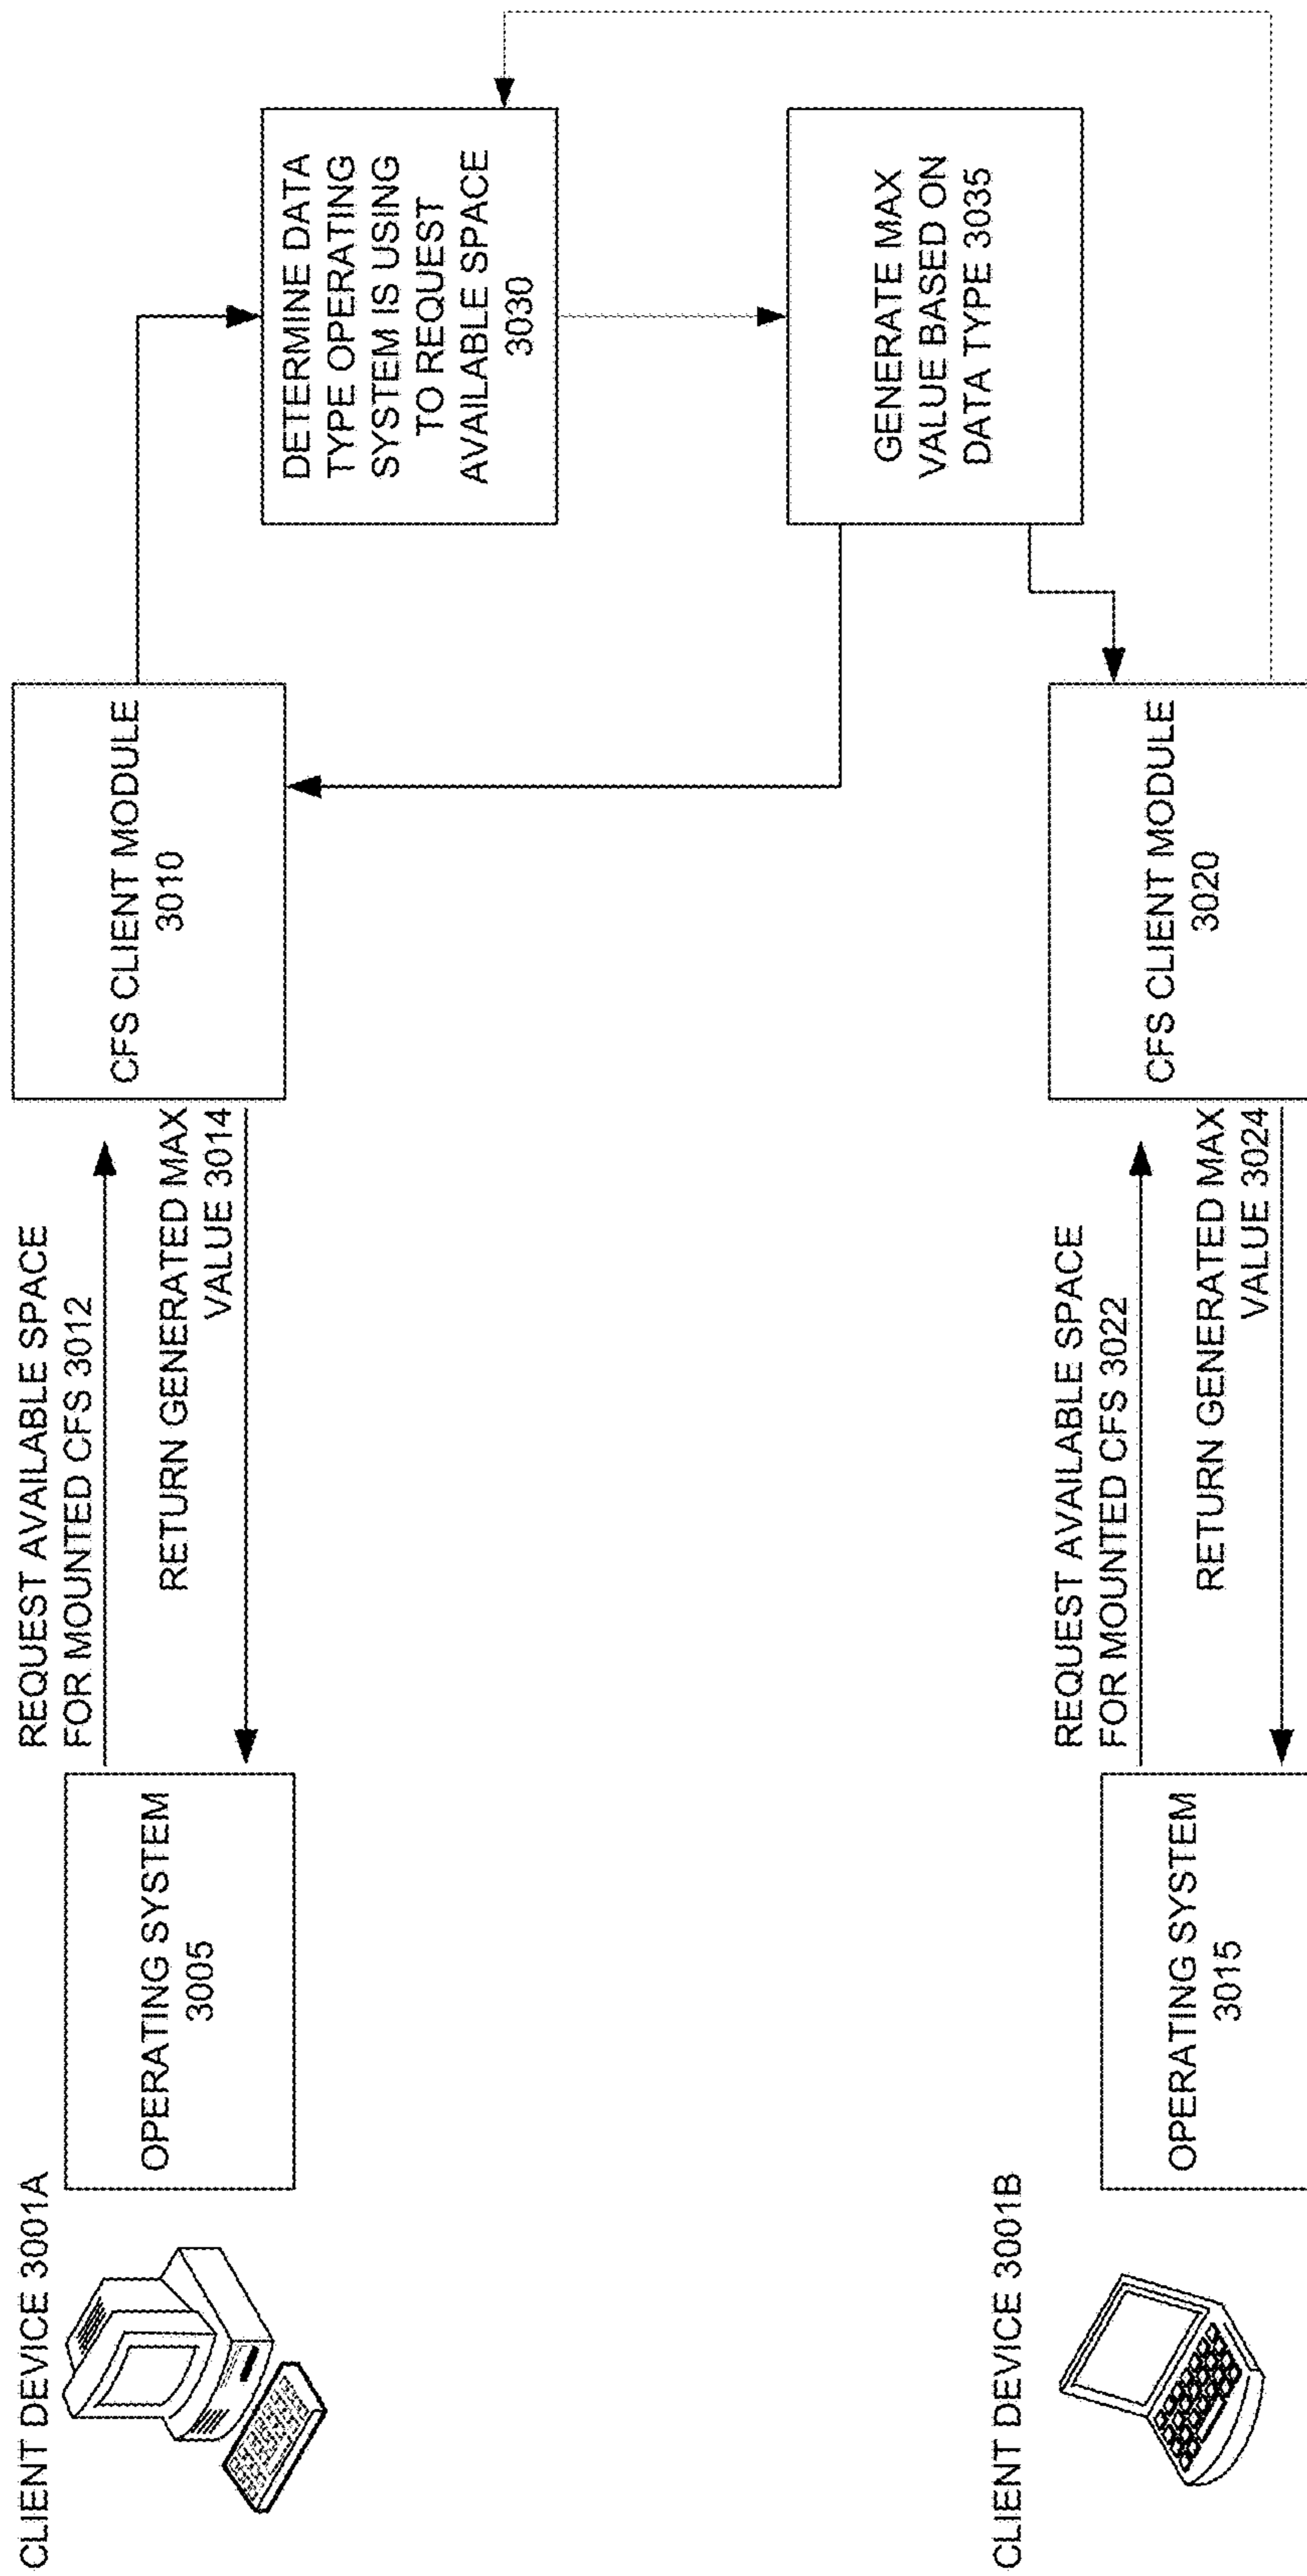 CLIENT DEVICE 3001A
OPERATING SYSTEM
3005
REQUEST AVAILABLE SPACE
FOR MOUNTED CFS 3012
RETURN GENERATED MAX
VALUE 3014
CFS CLIENT MODULE
3010
DETERMINE DATA
TYPE OPERATING
SYSTEM IS USING
TO REQUEST
AVAILABLE SPACE
3030
GENERATE MAX
VALUE BASED ON
DATA TYPE 3035
CLIENT DEVICE 3001B
OPERATING SYSTEM
3015
REQUEST AVAILABLE SPACE
FOR MOUNTED CFS 3022
RETURN GENERATED MAX
VALUE 3024
CFS CLIENT MODULE
3020